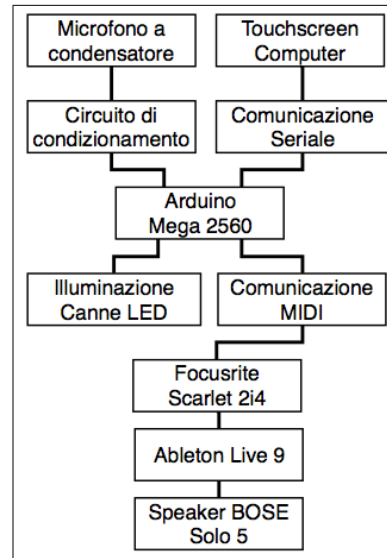 Microfono a
condensatore
Touchscreen
Computer
Circuito di
condizionamento
Comunicazione
Seriale
Arduino
Mega 2560
Illuminazione
Canne LED
Comunicazione
MIDI
Focusrite
Scarlet 2i4
Ableton Live 9
Speaker BOSE
Solo 5